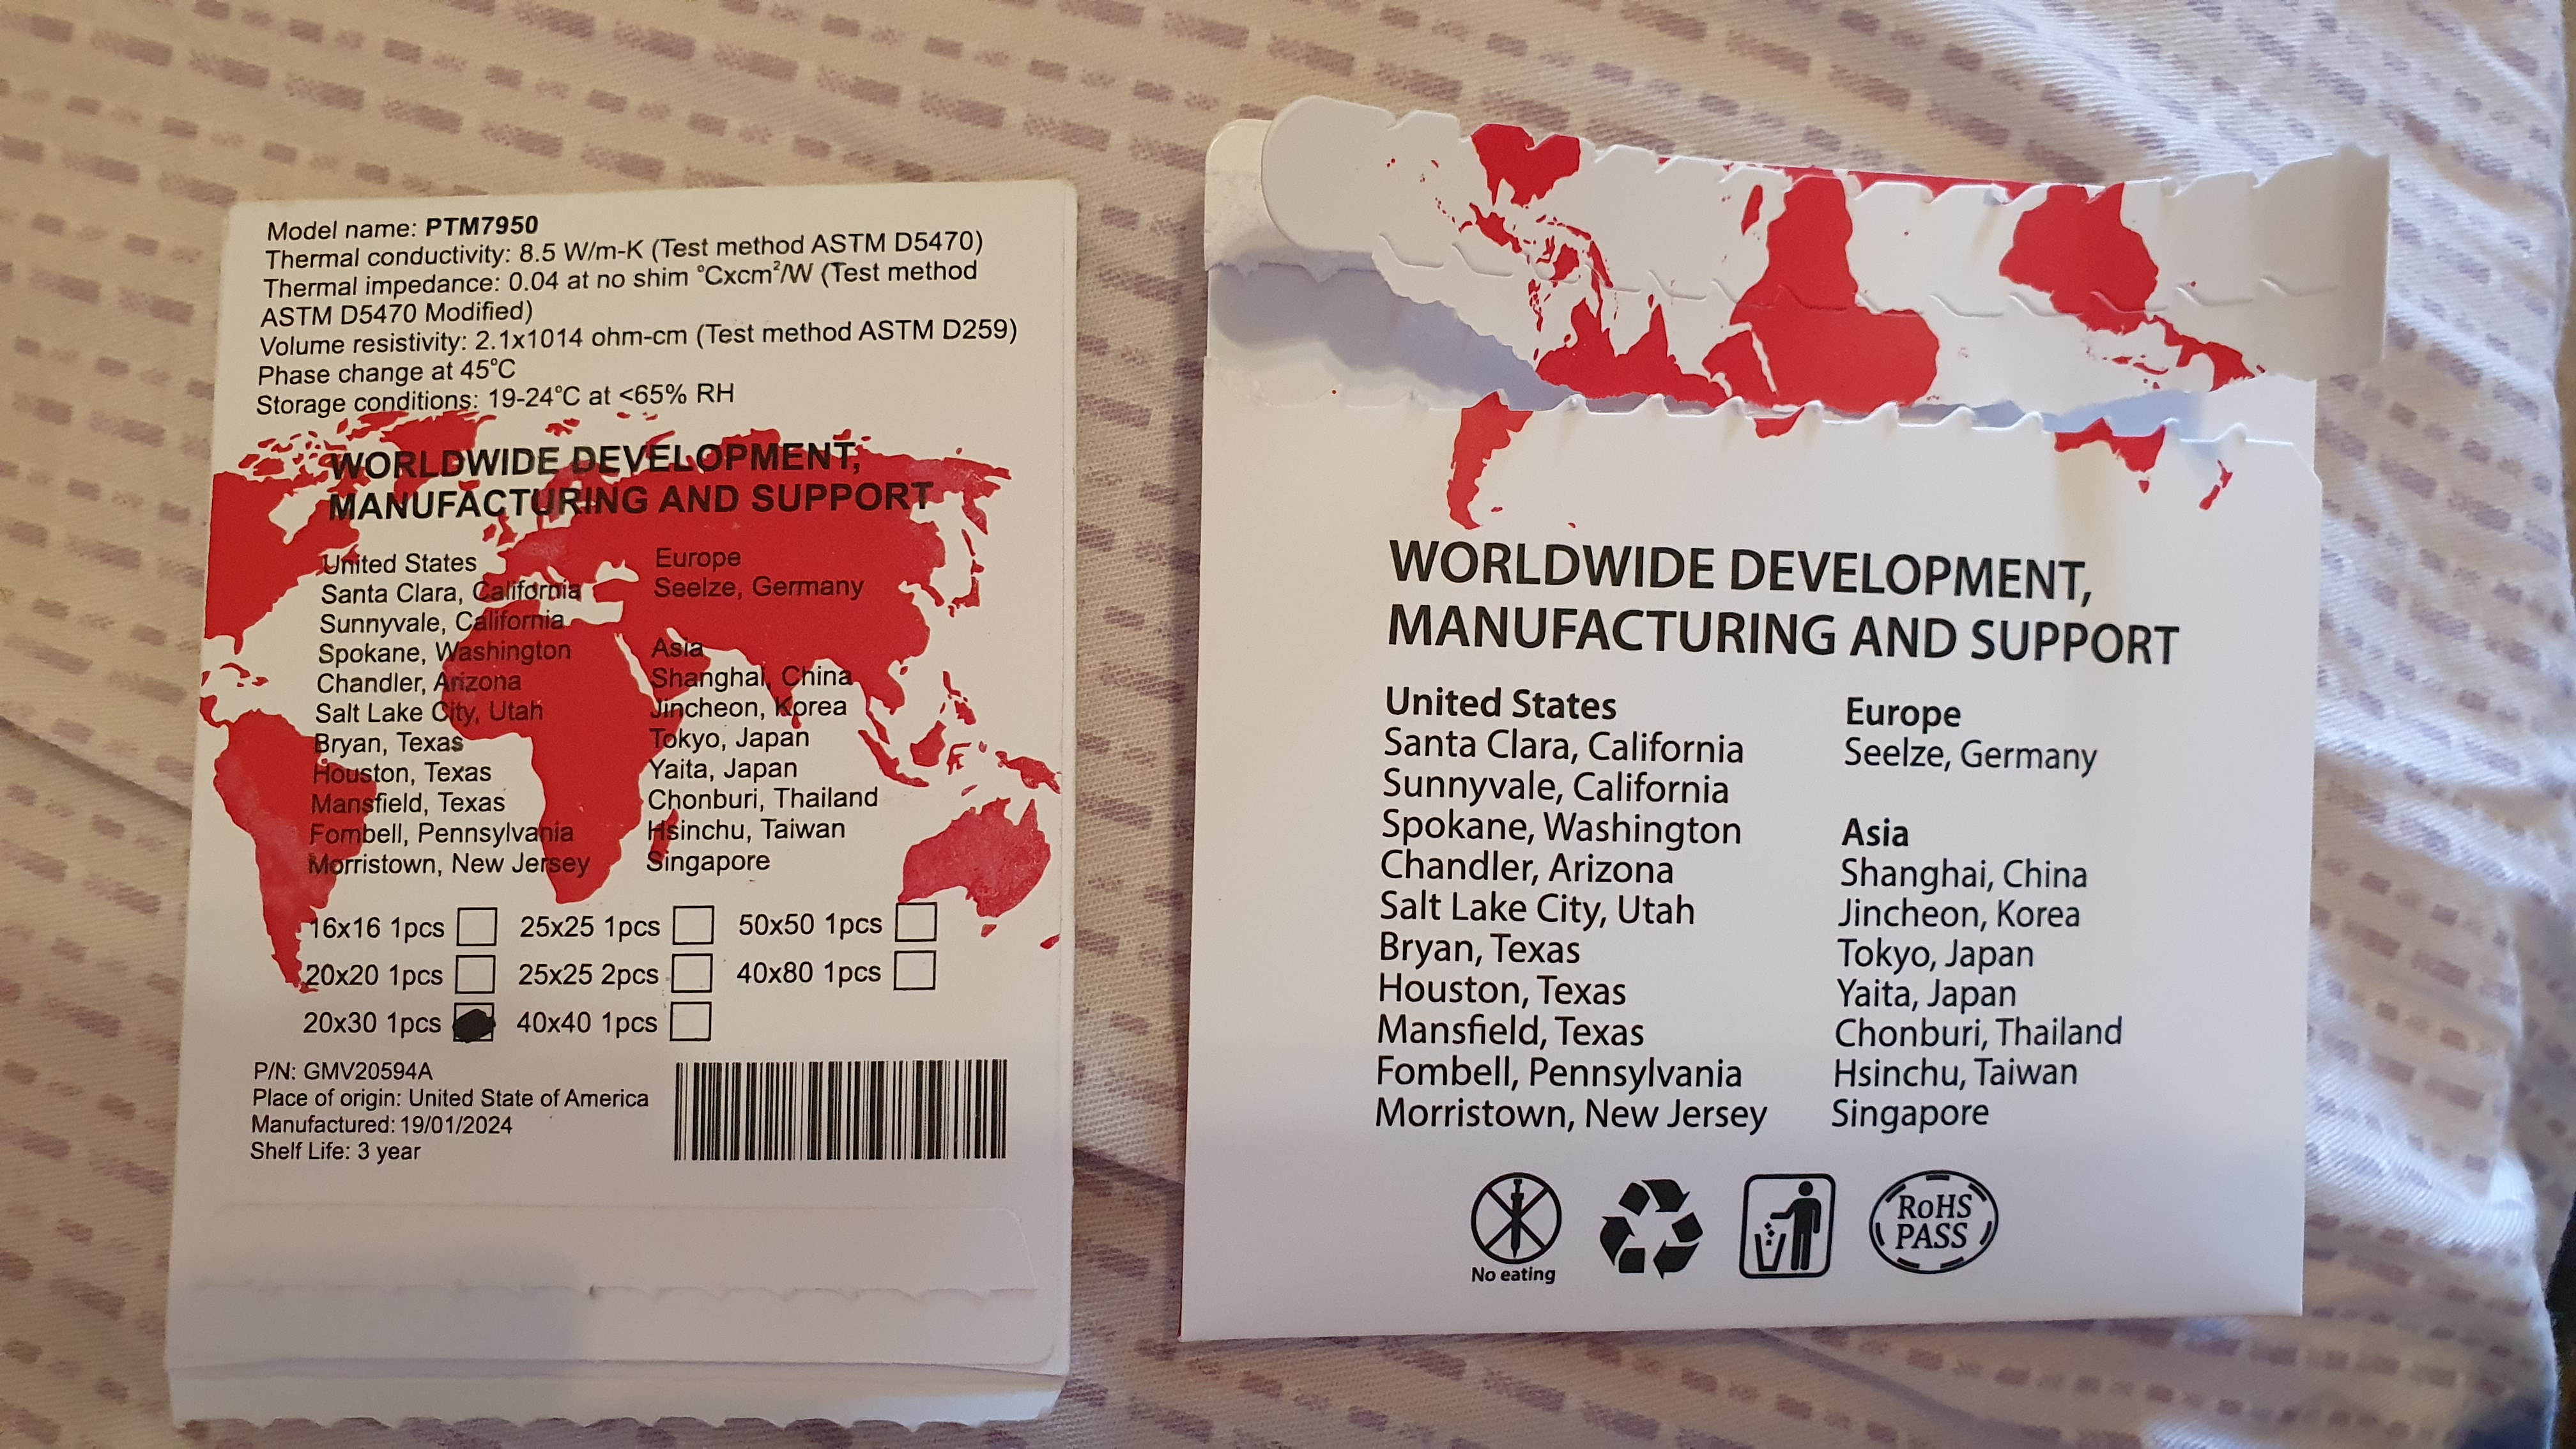 Model name: PTM7950
Thermal conductivity: 8.5 W/m-K (Test method ASTM D5470)
Thermal impedance: 0.04 at no shim °Cxcm²/W (Test method
ASTM D5470 Modified)
Volume resistivity: 2.1x1014 ohm-cm (Test method ASTM D259)
Phase change at 45°C
Storage conditions: 19-24°C at <65% RH
WORLDWIDE DEVELOPMENT,
MANUFACTURING AND SUPPORT
United States
Santa Clara, California
Sunnyvale, California
Spokane, Washington
Chandler, Arizona
Salt Lake City, Utah
Bryan, Texas
Houston, Texas
Mansfield, Texas
Fombell, Pennsylvania
Morristown, New Jersey
Europe
Seelze, Germany
Asia
Shanghai, China
Jincheon, Korea
Tokyo, Japan
Yaita, Japan
Chonburi, Thailand
Hsinchu, Taiwan
Singapore
16x16 1pcs 25x25 1pcs 50x50 1pcs
20x20 1pcs 25x25 2pcs 40x80 1pcs
20x30 1pcs 40x40 1pcs
P/N: GMV20594A
Place of origin: United State of America
Manufactured: 19/01/2024
Shelf Life: 3 year
WORLDWIDE DEVELOPMENT,
MANUFACTURING AND SUPPORT
United States
Santa Clara, California
Sunnyvale, California
Spokane, Washington
Chandler, Arizona
Salt Lake City, Utah
Bryan, Texas
Houston, Texas
Mansfield, Texas
Fombell, Pennsylvania
Morristown, New Jersey
Europe
Seelze, Germany
Asia
Shanghai, China
Jincheon, Korea
Tokyo, Japan
Yaita, Japan
Chonburi, Thailand
Hsinchu, Taiwan
Singapore
No eating
RoHS
PASS